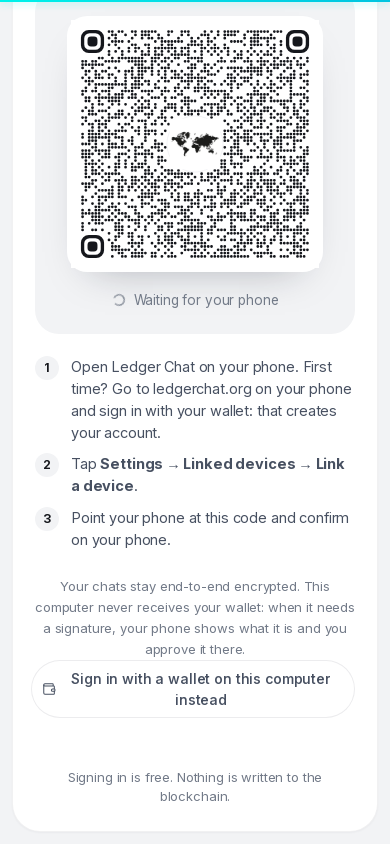 Waiting for your phone
1 Open Ledger Chat on your phone. First
time? Go to ledgerchat.org on your phone
and sign in with your wallet: that creates
your account.
2 Tap Settings → Linked devices → Link
a device.
3 Point your phone at this code and confirm
on your phone.
Your chats stay end-to-end encrypted. This
computer never receives your wallet: when it needs
a signature, your phone shows what it is and you
approve it there.
Sign in with a wallet on this computer
instead
Signing in is free. Nothing is written to the
blockchain.